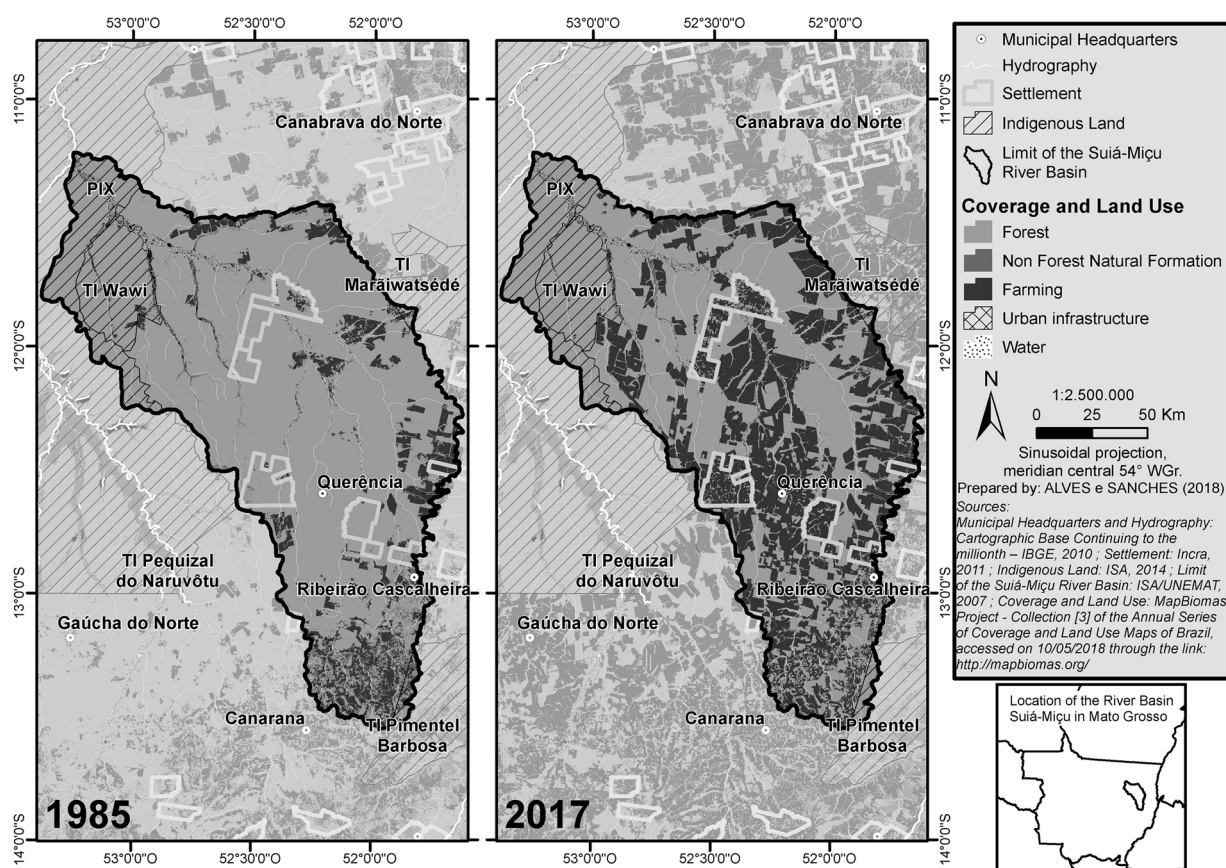 53°0'0"O 52°30'0"O 52°0'0"O
53°0'0"O 52°30'0"O 52°0'0"O
11°0'0"S
12°0'0"S
13°0'0"S
14°0'0"S
Canabrava do Norte
PIX
TI Wawi
TI
Marãiwatsédé
Querência
TI Pequizal
do Naruvôtu
Ribeirão Cascalheira
Gaúcha do Norte
Canarana
TI Pimentel
Barbosa
1985
53°0'0"O 52°30'0"O 52°0'0"O
11°0'0"S
12°0'0"S
13°0'0"S
14°0'0"S
Canabrava do Norte
PIX
TI Wawi
TI
Marãiwatsédé
Querência
TI Pequizal
do Naruvôtu
Ribeirão Cascalheira
Gaúcha do Norte
Canarana
TI Pimentel
Barbosa
2017
53°0'0"O 52°30'0"O 52°0'0"O
Municipal Headquarters
Hydrography
Settlement
Indigenous Land
Limit of the Suiá-Miçu
River Basin
Coverage and Land Use
Forest
Non Forest Natural Formation
Farming
Urban infrastructure
Water
N
1:2.500.000
0 25 50 Km
Sinusoidal projection,
meridian central 54° WGr.
Prepared by: ALVES e SANCHES (2018)
Sources:
Municipal Headquarters and Hydrography:
Cartographic Base Continuing to the
millionth – IBGE, 2010 ; Settlement: Incra,
2011 ; Indigenous Land: ISA, 2014 ; Limit
of the Suiá-Miçu River Basin: ISA/UNEMAT,
2007 ; Coverage and Land Use: MapBiomas
Project - Collection [3] of the Annual Series
of Coverage and Land Use Maps of Brazil,
accessed on 10/05/2018 through the link:
http://mapbiomas.org/
Location of the River Basin
Suiá-Miçu in Mato Grosso